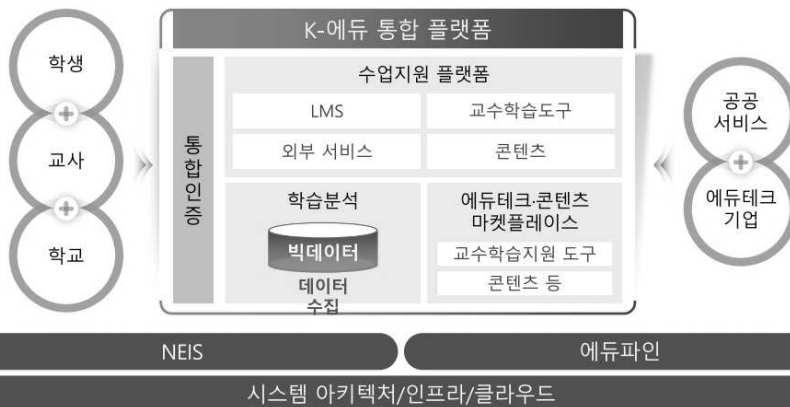 K-에듀 통합 플랫폼
학생
교사
학교
통합인증
수업지원 플랫폼
LMS
교수학습도구
외부 서비스
콘텐츠
학습분석
빅데이터
데이터
수집
에듀테크·콘텐츠
마켓플레이스
교수학습지원 도구
콘텐츠 등
공공
서비스
에듀테크
기업
NEIS
에듀파인
시스템 아키텍처/인프라/클라우드